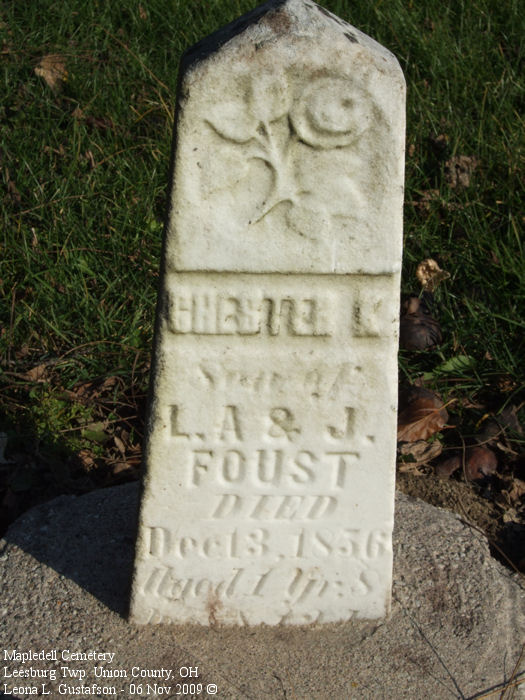 CHESTER K
Son of
L. A & J.
FOUST
DIED
Dec. 13, 1856
Aged 1 Yr: 8
Mapledell Cemetery
Leesburg Twp. Union County, OH
Leona L. Gustafson - 06 Nov 2009 ©